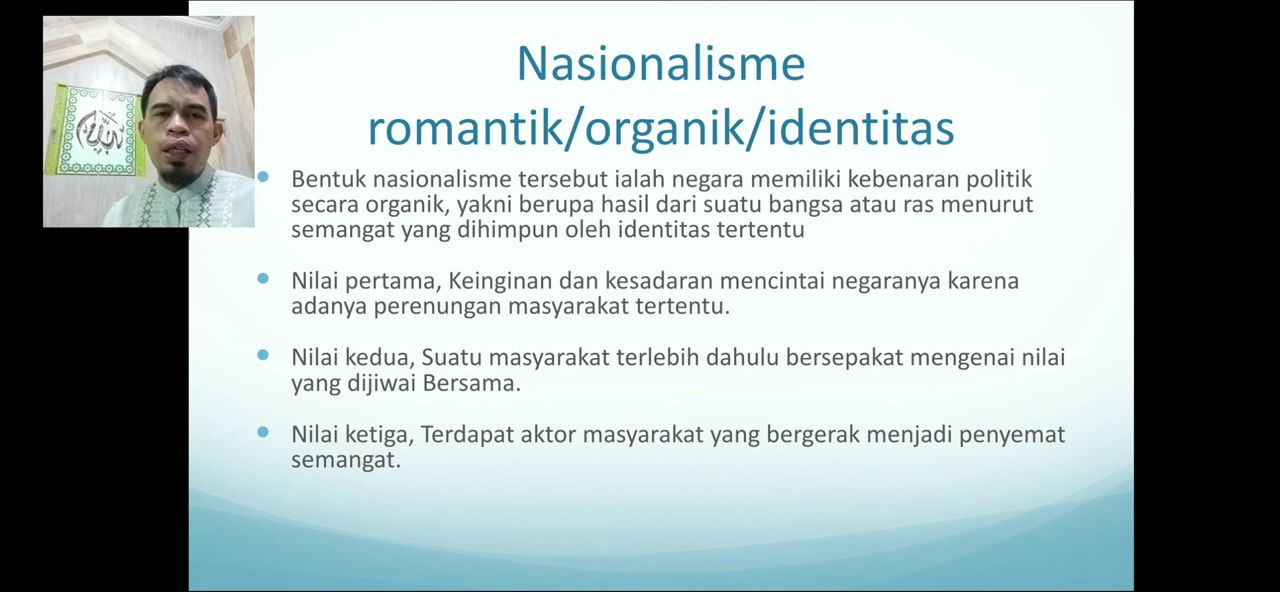 Nasionalisme
romantik/organik/identitas
Bentuk nasionalisme tersebut ialah negara memiliki kebenaran politik
secara organik, yakni berupa hasil dari suatu bangsa atau ras menurut
semangat yang dihimpun oleh identitas tertentu
Nilai pertama, Keinginan dan kesadaran mencintai negaranya karena
adanya perenungan masyarakat tertentu.
Nilai kedua, Suatu masyarakat terlebih dahulu bersepakat mengenai nilai
yang dijiwai Bersama.
Nilai ketiga, Terdapat aktor masyarakat yang bergerak menjadi penyemat
semangat.